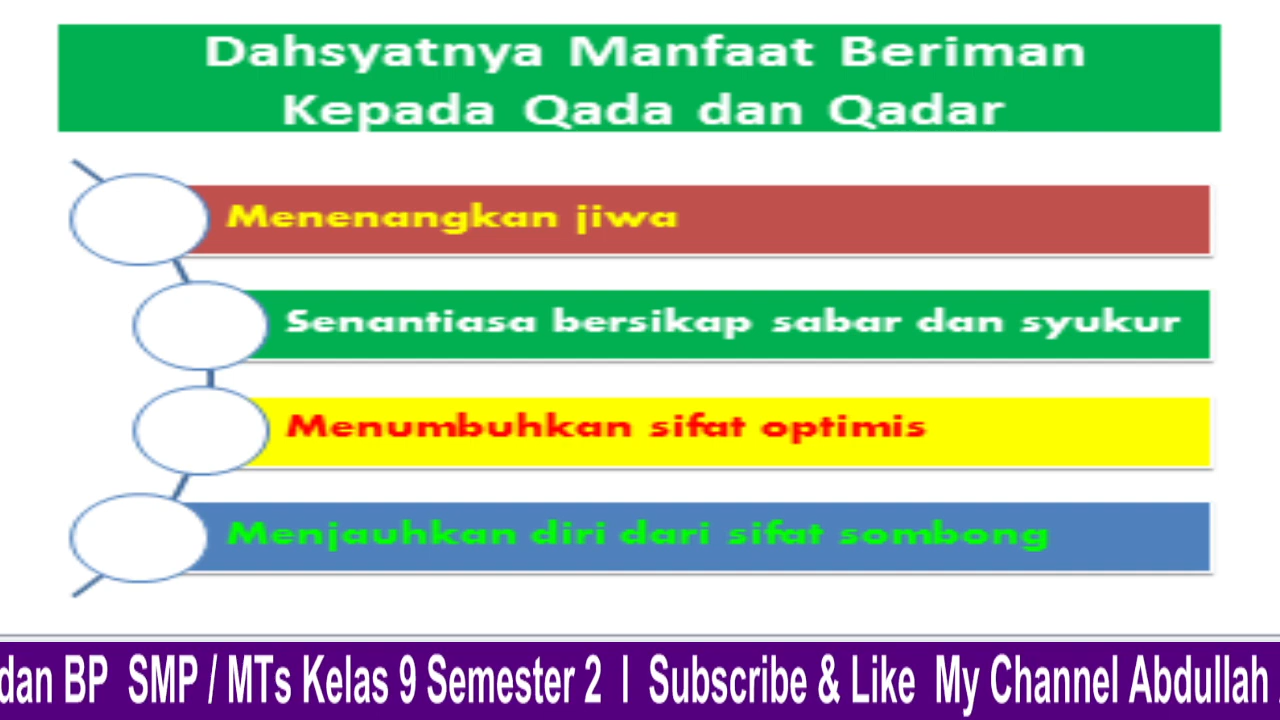 Dahsyatnya Manfaat Beriman
Kepada Qada dan Qadar
Menenangkan jiwa
Senantiasa bersikap sabar dan syukur
Menumbuhkan sifat optimis
Menjauhkan diri dari sifat sombong
dan BP SMP / MTs Kelas 9 Semester 2 I Subscribe & Like My Channel Abdullah